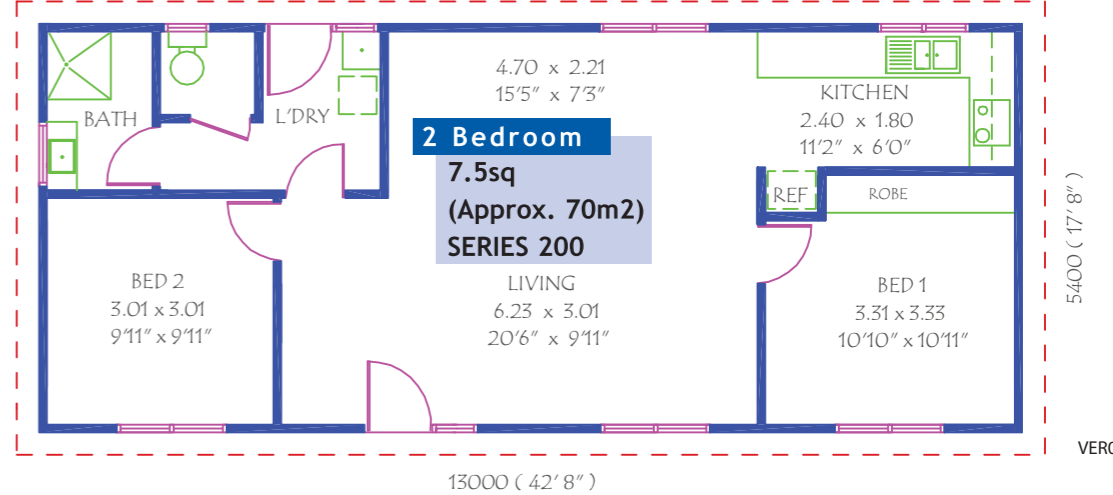 4.70 x 2.21
15'5" x 7'3"
KITCHEN
2.40 x 1.80
11'2" x 6'0"
BATH
L'DRY
2 Bedroom
7.5sq
(Approx. 70m2)
SERIES 200
REF
ROBE
BED 2
3.01 x 3.01
9'11" x 9'11"
LIVING
6.23 x 3.01
20'6" x 9'11"
BED 1
3.31 x 3.33
10'10" x 10'11"
5400 ( 17' 8" )
13000 ( 42' 8" )